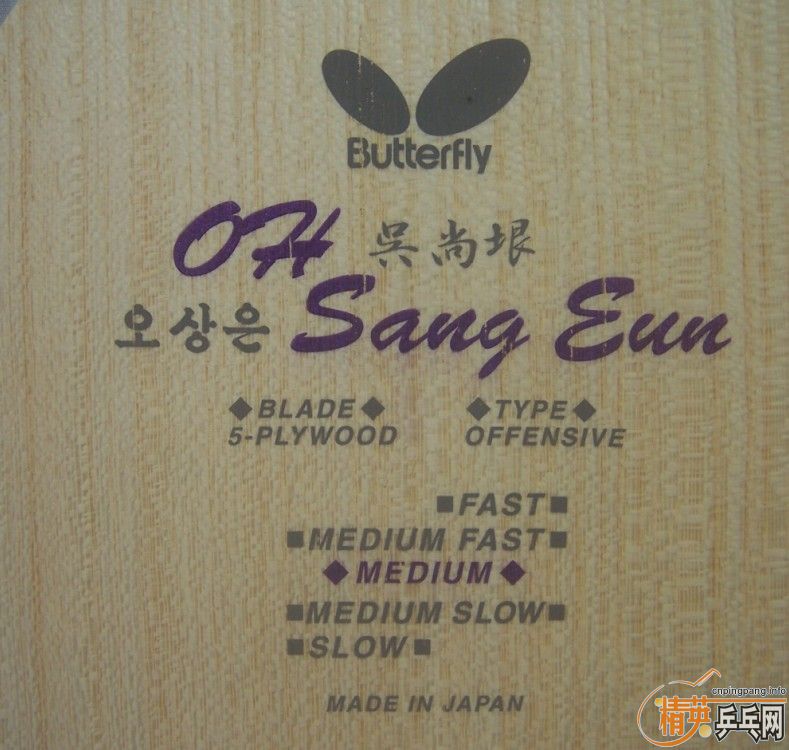 Butterfly
OH 吳尚垠
오상은 Sang Eun
◆BLADE◆ ◆TYPE◆
5-PLYWOOD OFFENSIVE
■FAST■
■MEDIUM FAST■
◆MEDIUM◆
■MEDIUM SLOW■
■SLOW■
MADE IN JAPAN
cnpingpang.info
精英乒乓网